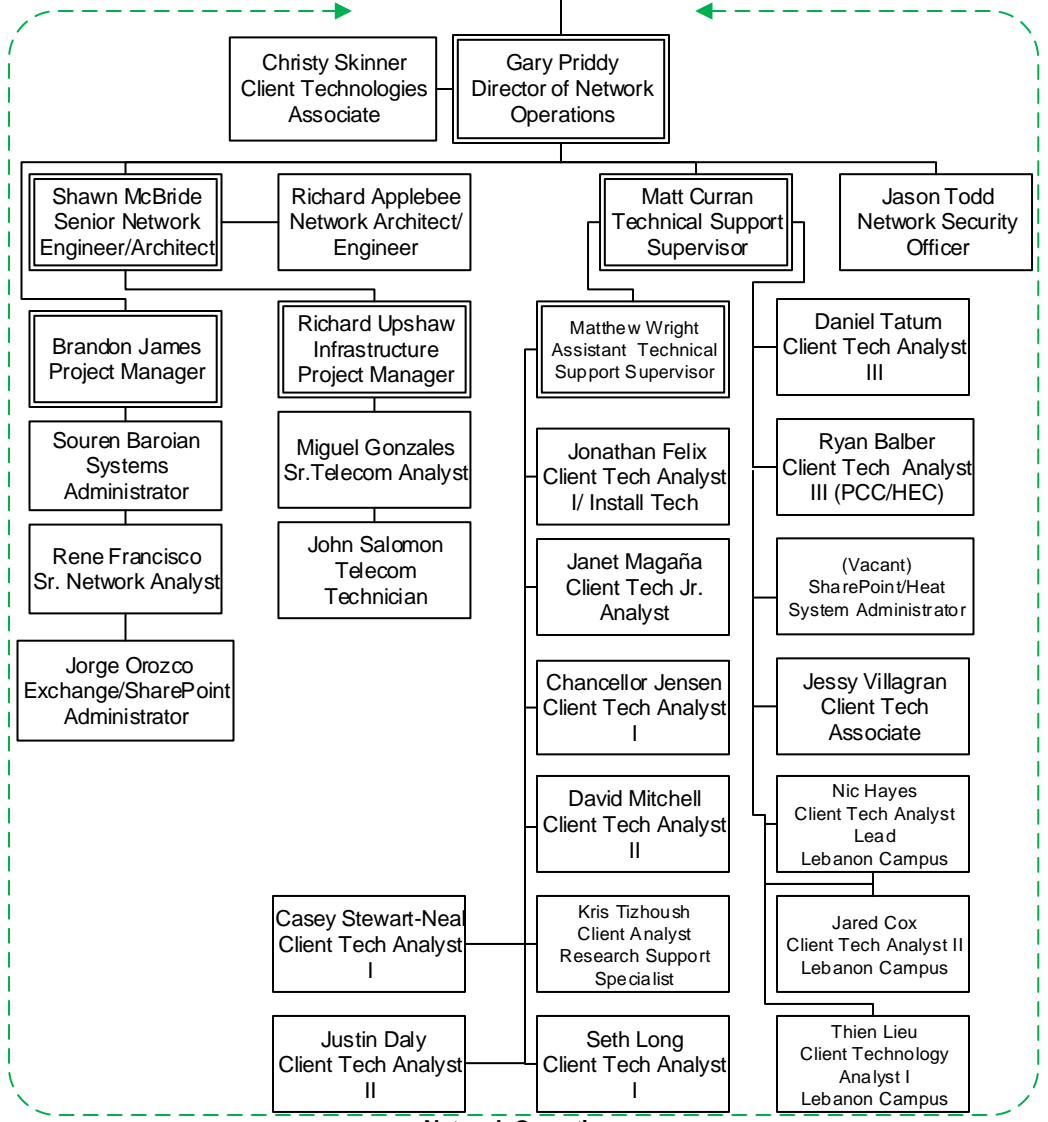 Christy Skinner
Client Technologies
Associate
Gary Priddy
Director of Network
Operations
Shawn McBride
Senior Network
Engineer/Architect
Richard Applebee
Network Architect/
Engineer
Matt Curran
Technical Support
Supervisor
Jason Todd
Network Security
Officer
Brandon James
Project Manager
Richard Upshaw
Infrastructure
Project Manager
Matthew Wright
Assistant Technical
Support Supervisor
Daniel Tatum
Client Tech Analyst
III
Souren Baroian
Systems
Administrator
Miguel Gonzales
Sr.Telecom Analyst
Jonathan Felix
Client Tech Analyst
I/ Install Tech
Ryan Balber
Client Tech Analyst
III (PCC/HEC)
Rene Francisco
Sr. Network Analyst
John Salomon
Telecom
Technician
Janet Magaña
Client Tech Jr.
Analyst
(Vacant)
SharePoint/Heat
System Administrator
Jorge Orozco
Exchange/SharePoint
Administrator
Chancellor Jensen
Client Tech Analyst
I
Jessy Villagran
Client Tech
Associate
David Mitchell
Client Tech Analyst
II
Nic Hayes
Client Tech Analyst
Lead
Lebanon Campus
Casey Stewart-Neal
Client Tech Analyst
I
Kris Tizhoush
Client Analyst
Research Support
Specialist
Jared Cox
Client Tech Analyst II
Lebanon Campus
Justin Daly
Client Tech Analyst
II
Seth Long
Client Tech Analyst
I
Thien Lieu
Client Technology
Analyst I
Lebanon Campus